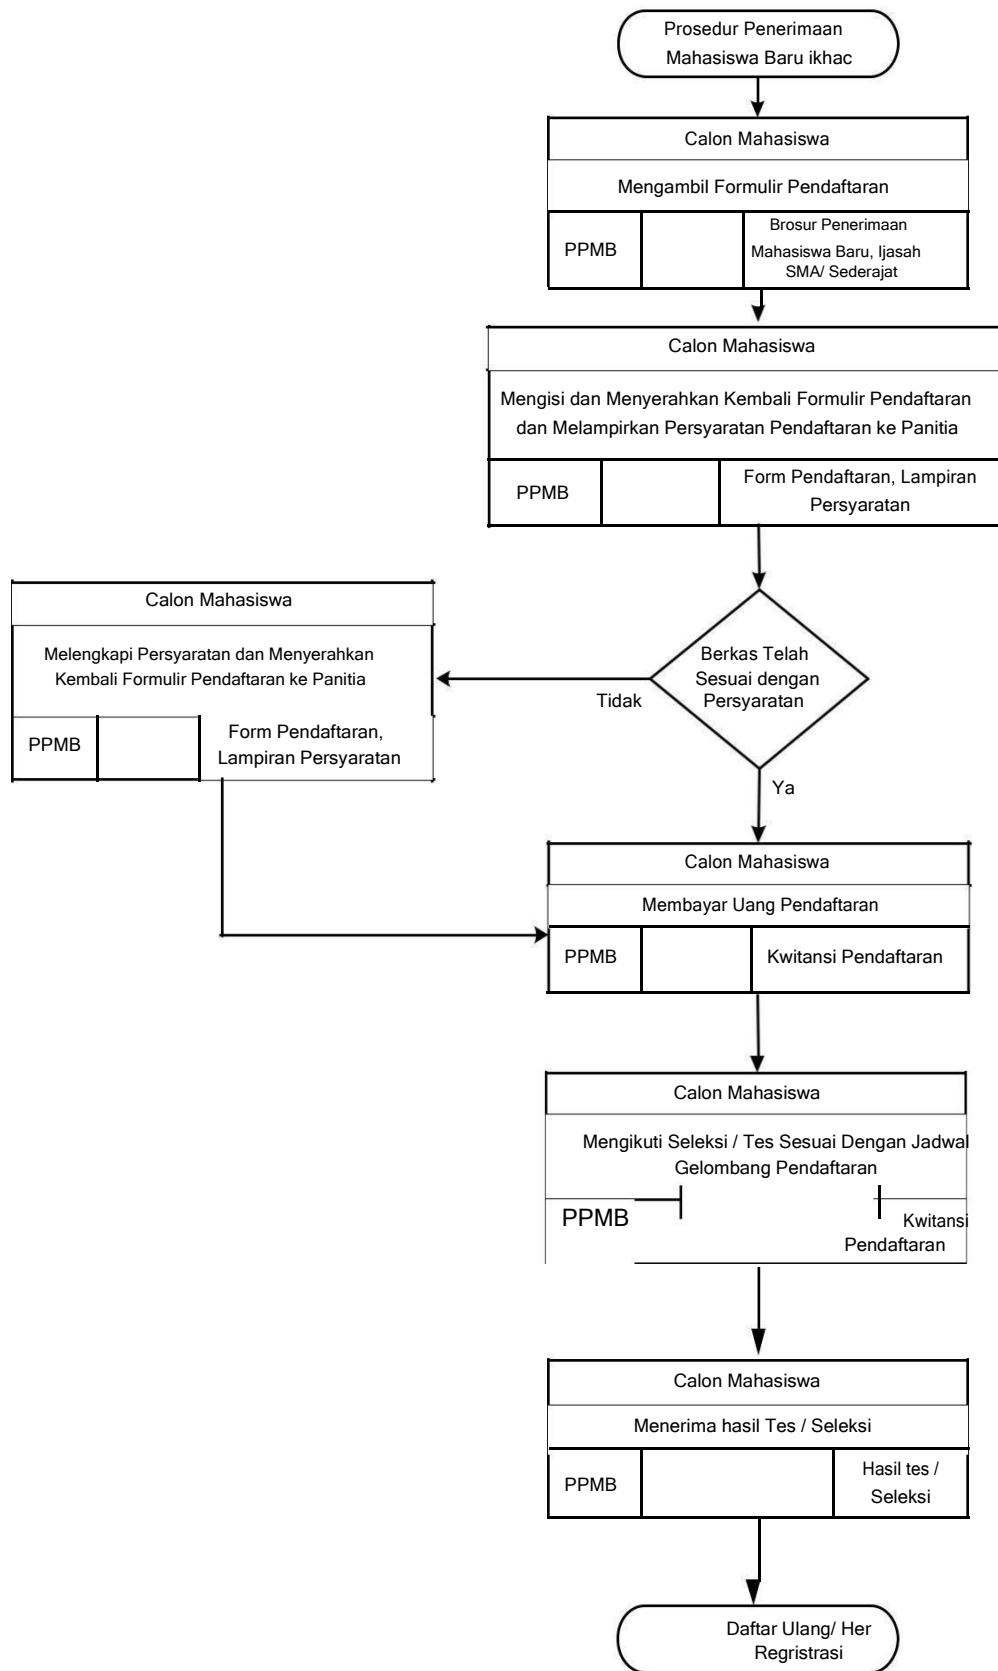 Prosedur Penerimaan
Mahasiswa Baru ikhac
Calon Mahasiswa
Mengambil Formulir Pendaftaran
PPMB
Brosur Penerimaan
Mahasiswa Baru, Ijasah
SMA/ Sederajat
Calon Mahasiswa
Mengisi dan Menyerahkan Kembali Formulir Pendaftaran
dan Melampirkan Persyaratan Pendaftaran ke Panitia
PPMB
Form Pendaftaran, Lampiran
Persyaratan
Berkas Telah
Sesuai dengan
Persyaratan
Tidak
Ya
Calon Mahasiswa
Melengkapi Persyaratan dan Menyerahkan
Kembali Formulir Pendaftaran ke Panitia
PPMB
Form Pendaftaran,
Lampiran Persyaratan
Calon Mahasiswa
Membayar Uang Pendaftaran
PPMB
Kwitansi Pendaftaran
Calon Mahasiswa
Mengikuti Seleksi / Tes Sesuai Dengan Jadwal
Gelombang Pendaftaran
PPMB
Kwitansi
Pendaftaran
Calon Mahasiswa
Menerima hasil Tes / Seleksi
PPMB
Hasil tes /
Seleksi
Daftar Ulang/ Her
Regristrasi